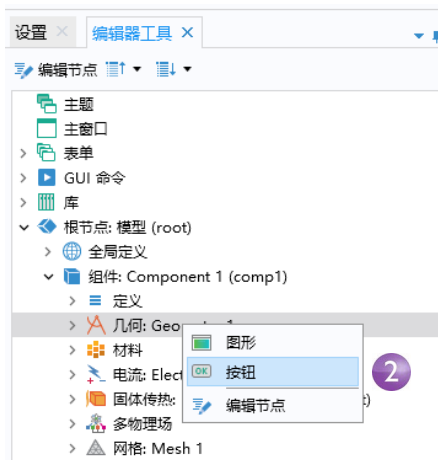 设置 编辑器工具
编辑节点
主题
主窗口
表单
GUI 命令
库
根节点: 模型 (root)
全局定义
组件: Component 1 (comp1)
定义
几何:
图形
材料
OK 按钮
2
电流:
编辑节点
固体传热:
多物理场
网格: Mesh 1